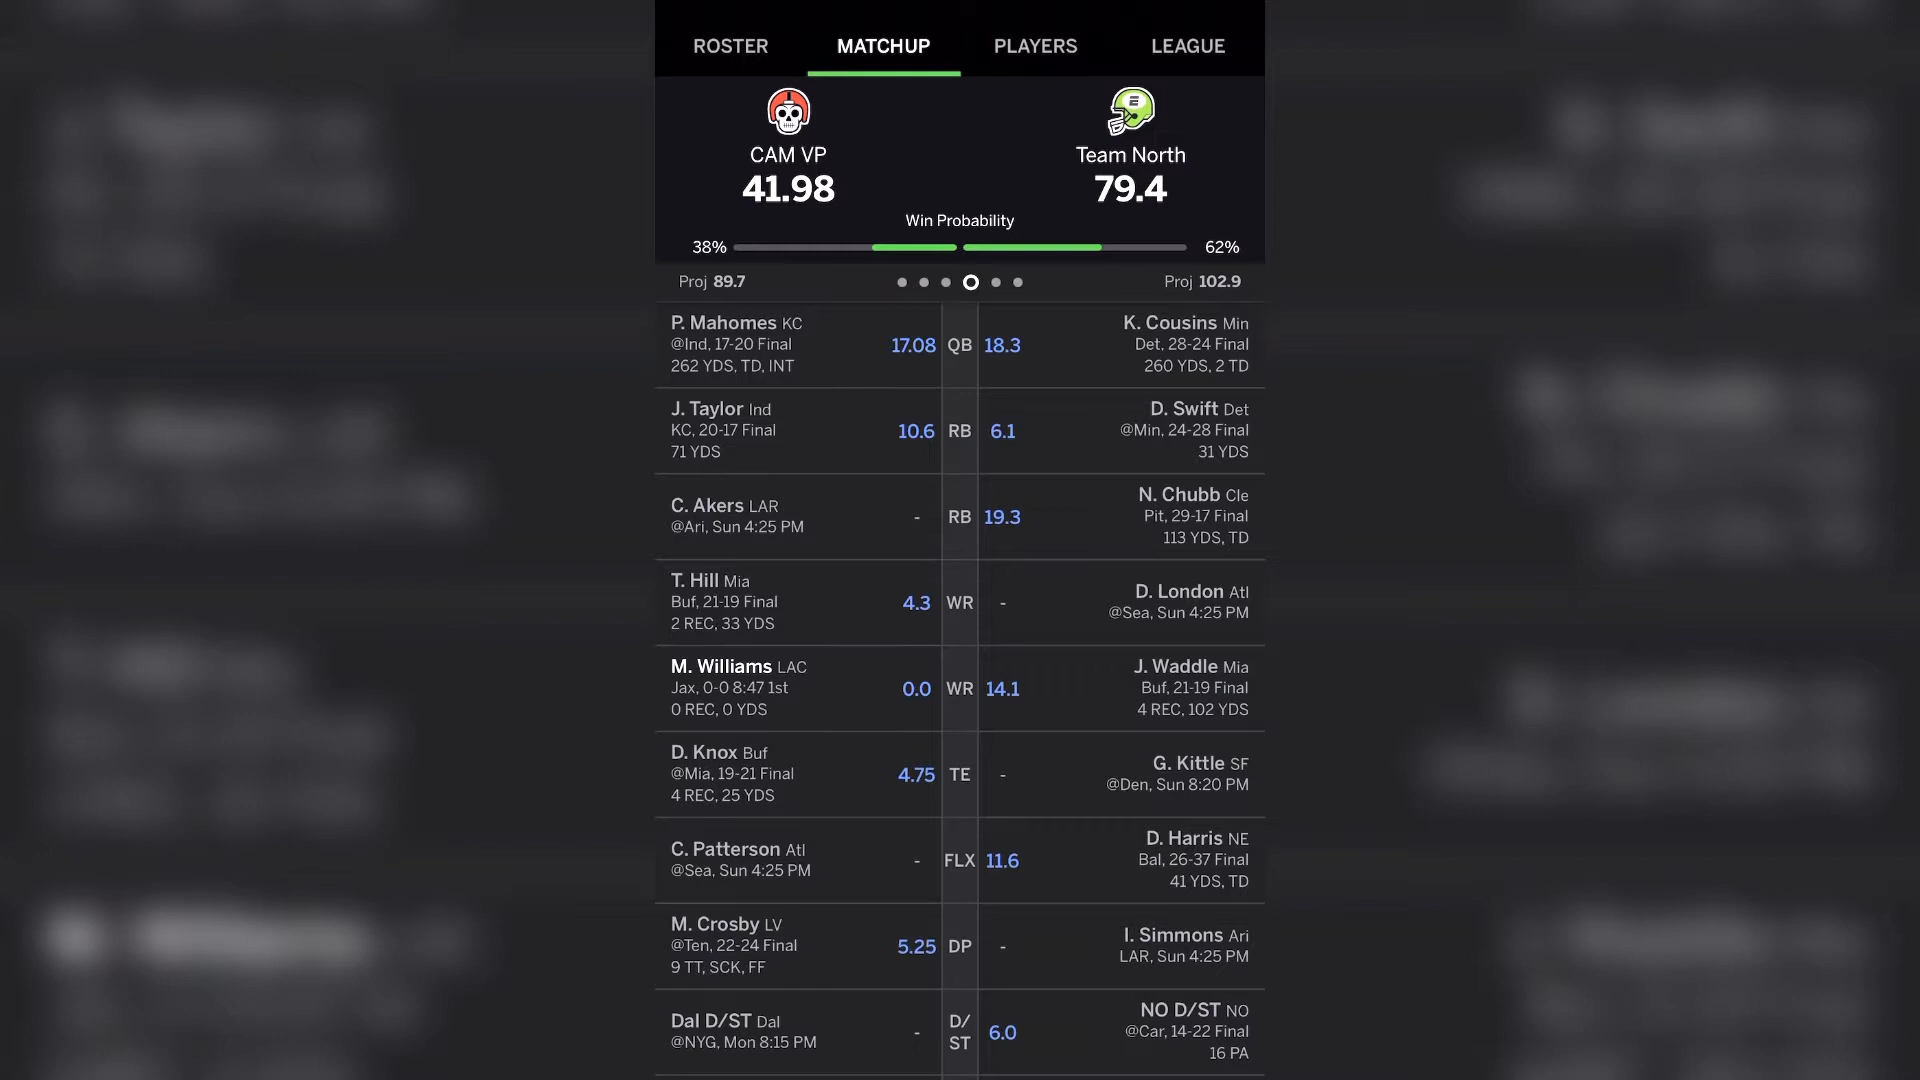 ROSTER MATCHUP PLAYERS LEAGUE
CAM VP Team North
41.98 79.4
Win Probability
38% 62%
Proj 89.7 Proj 102.9
P. Mahomes KC K. Cousins Min
@Ind, 17-20 Final 17.08 QB 18.3 Det, 28-24 Final
262 YDS, TD, INT 260 YDS, 2 TD
J. Taylor Ind D. Swift Det
KC, 20-17 Final 10.6 RB 6.1 @Min, 24-28 Final
71 YDS 31 YDS
N. Chubb Cle
C. Akers LAR - RB 19.3 Pit, 29-17 Final
@Ari, Sun 4:25 PM 113 YDS, TD
T. Hill Mia D. London Atl
Buf, 21-19 Final 4.3 WR - @Sea, Sun 4:25 PM
2 REC, 33 YDS
M. Williams LAC J. Waddle Mia
Jax, 0-0 8:47 1st 0.0 WR 14.1 Buf, 21-19 Final
0 REC, 0 YDS 4 REC, 102 YDS
D. Knox Buf G. Kittle SF
@Mia, 19-21 Final 4.75 TE - @Den, Sun 8:20 PM
4 REC, 25 YDS
D. Harris NE
C. Patterson Atl - FLX 11.6 Bal, 26-37 Final
@Sea, Sun 4:25 PM 41 YDS, TD
M. Crosby LV I. Simmons Ari
@Ten, 22-24 Final 5.25 DP - LAR, Sun 4:25 PM
9 TT, SCK, FF
NO D/ST NO
Dal D/ST Dal - D/ST 6.0 @Car, 14-22 Final
@NYG, Mon 8:15 PM 16 PA